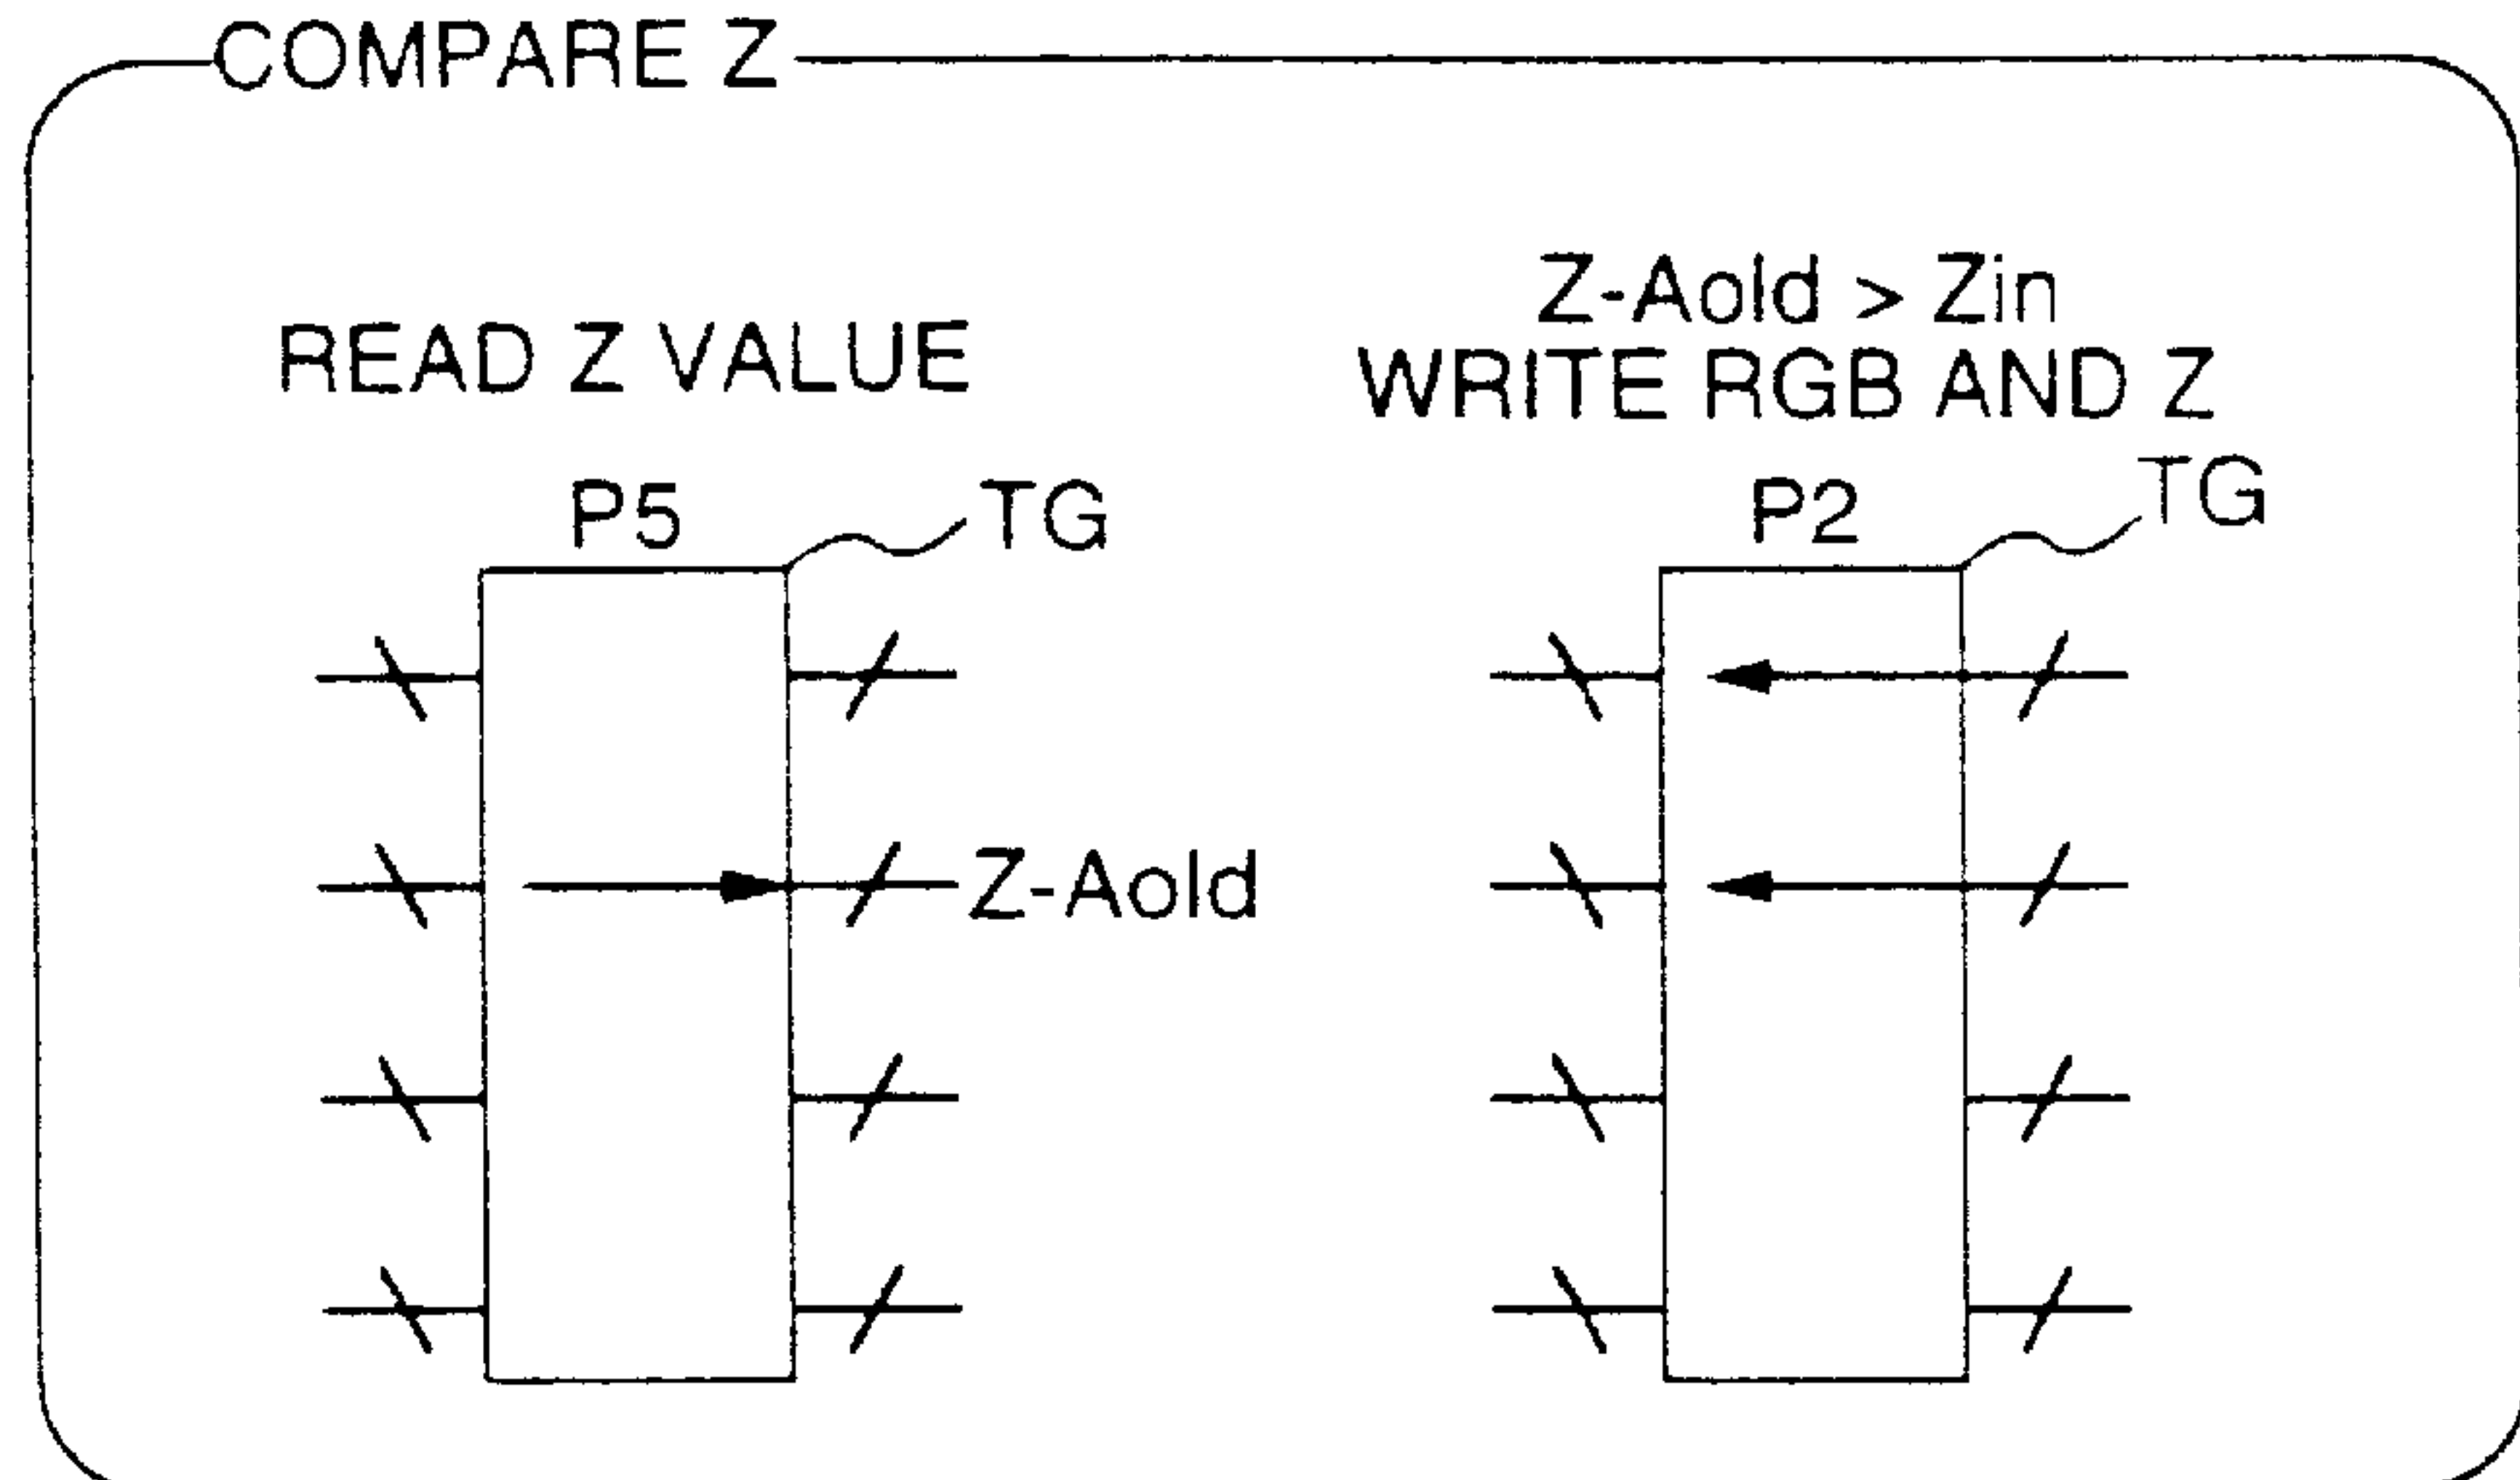 COMPARE Z
READ Z VALUE
P5
TG
Z-Aold
Z-Aold > Zin
WRITE RGB AND Z
P2
TG